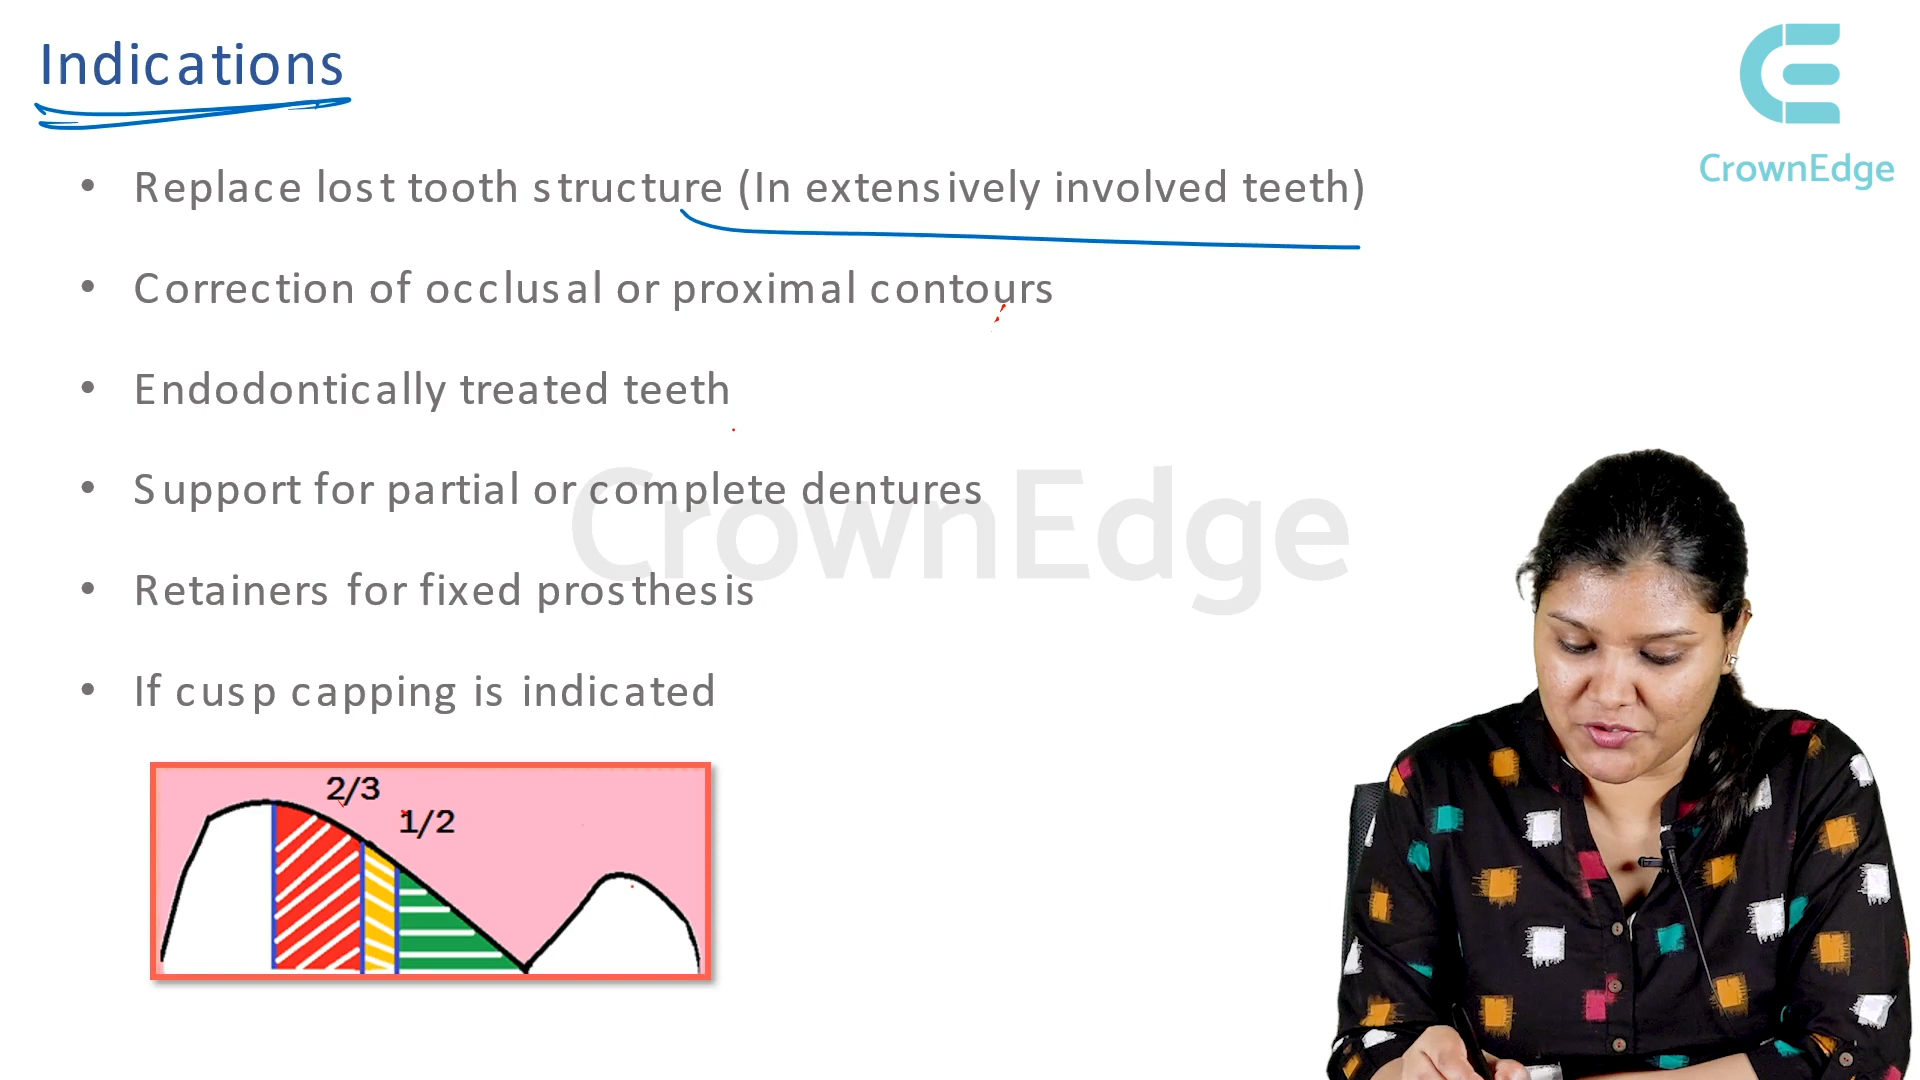 Indications
CrownEdge
• Replace lost tooth structure (In extensively involved teeth)
• Correction of occlusal or proximal contours
• Endodontically treated teeth
• Support for partial or complete dentures
CrownEdge
• Retainers for fixed prosthesis
• If cusp capping is indicated
2/3
1/2